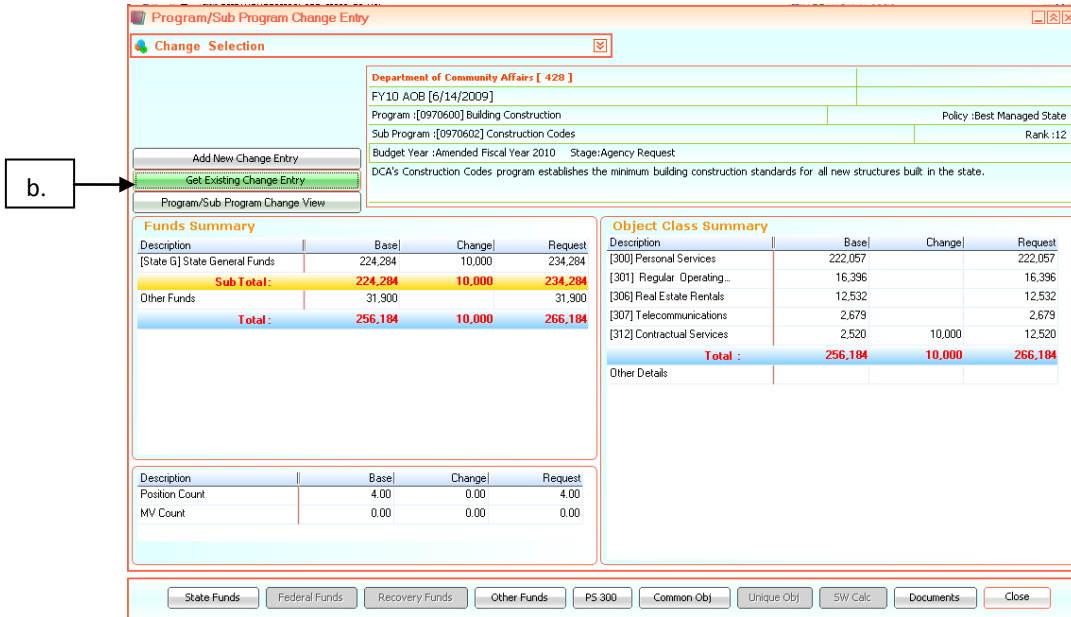 Program/Sub Program Change Entry
Change Selection
Department of Community Affairs [ 428 ]
FY10 AOB [6/14/2009]
Program :[0970600] Building Construction Policy :Best Managed State
Sub Program :[0970602] Construction Codes Rank :12
Budget Year :Amended Fiscal Year 2010 Stage:Agency Request
DCA's Construction Codes program establishes the minimum building construction standards for all new structures built in the state.
Add New Change Entry
b.
Get Existing Change Entry
Program/Sub Program Change View
Funds Summary
Description Base Change Request
[State G] State General Funds 224,284 10,000 234,284
Sub Total: 224,284 10,000 234,284
Other Funds 31,900 31,900
Total: 256,184 10,000 266,184
Object Class Summary
Description Base Change Request
[300] Personal Services 222,057 222,057
[301] Regular Operating... 16,396 16,396
[306] Real Estate Rentals 12,532 12,532
[307] Telecommunications 2,679 2,679
[312] Contractual Services 2,520 10,000 12,520
Total : 256,184 10,000 266,184
Other Details
Description Base Change Request
Position Count 4.00 0.00 4.00
MV Count 0.00 0.00 0.00
State Funds Federal Funds Recovery Funds Other Funds PS 300 Common Obj Unique Obj SW Calc Documents Close